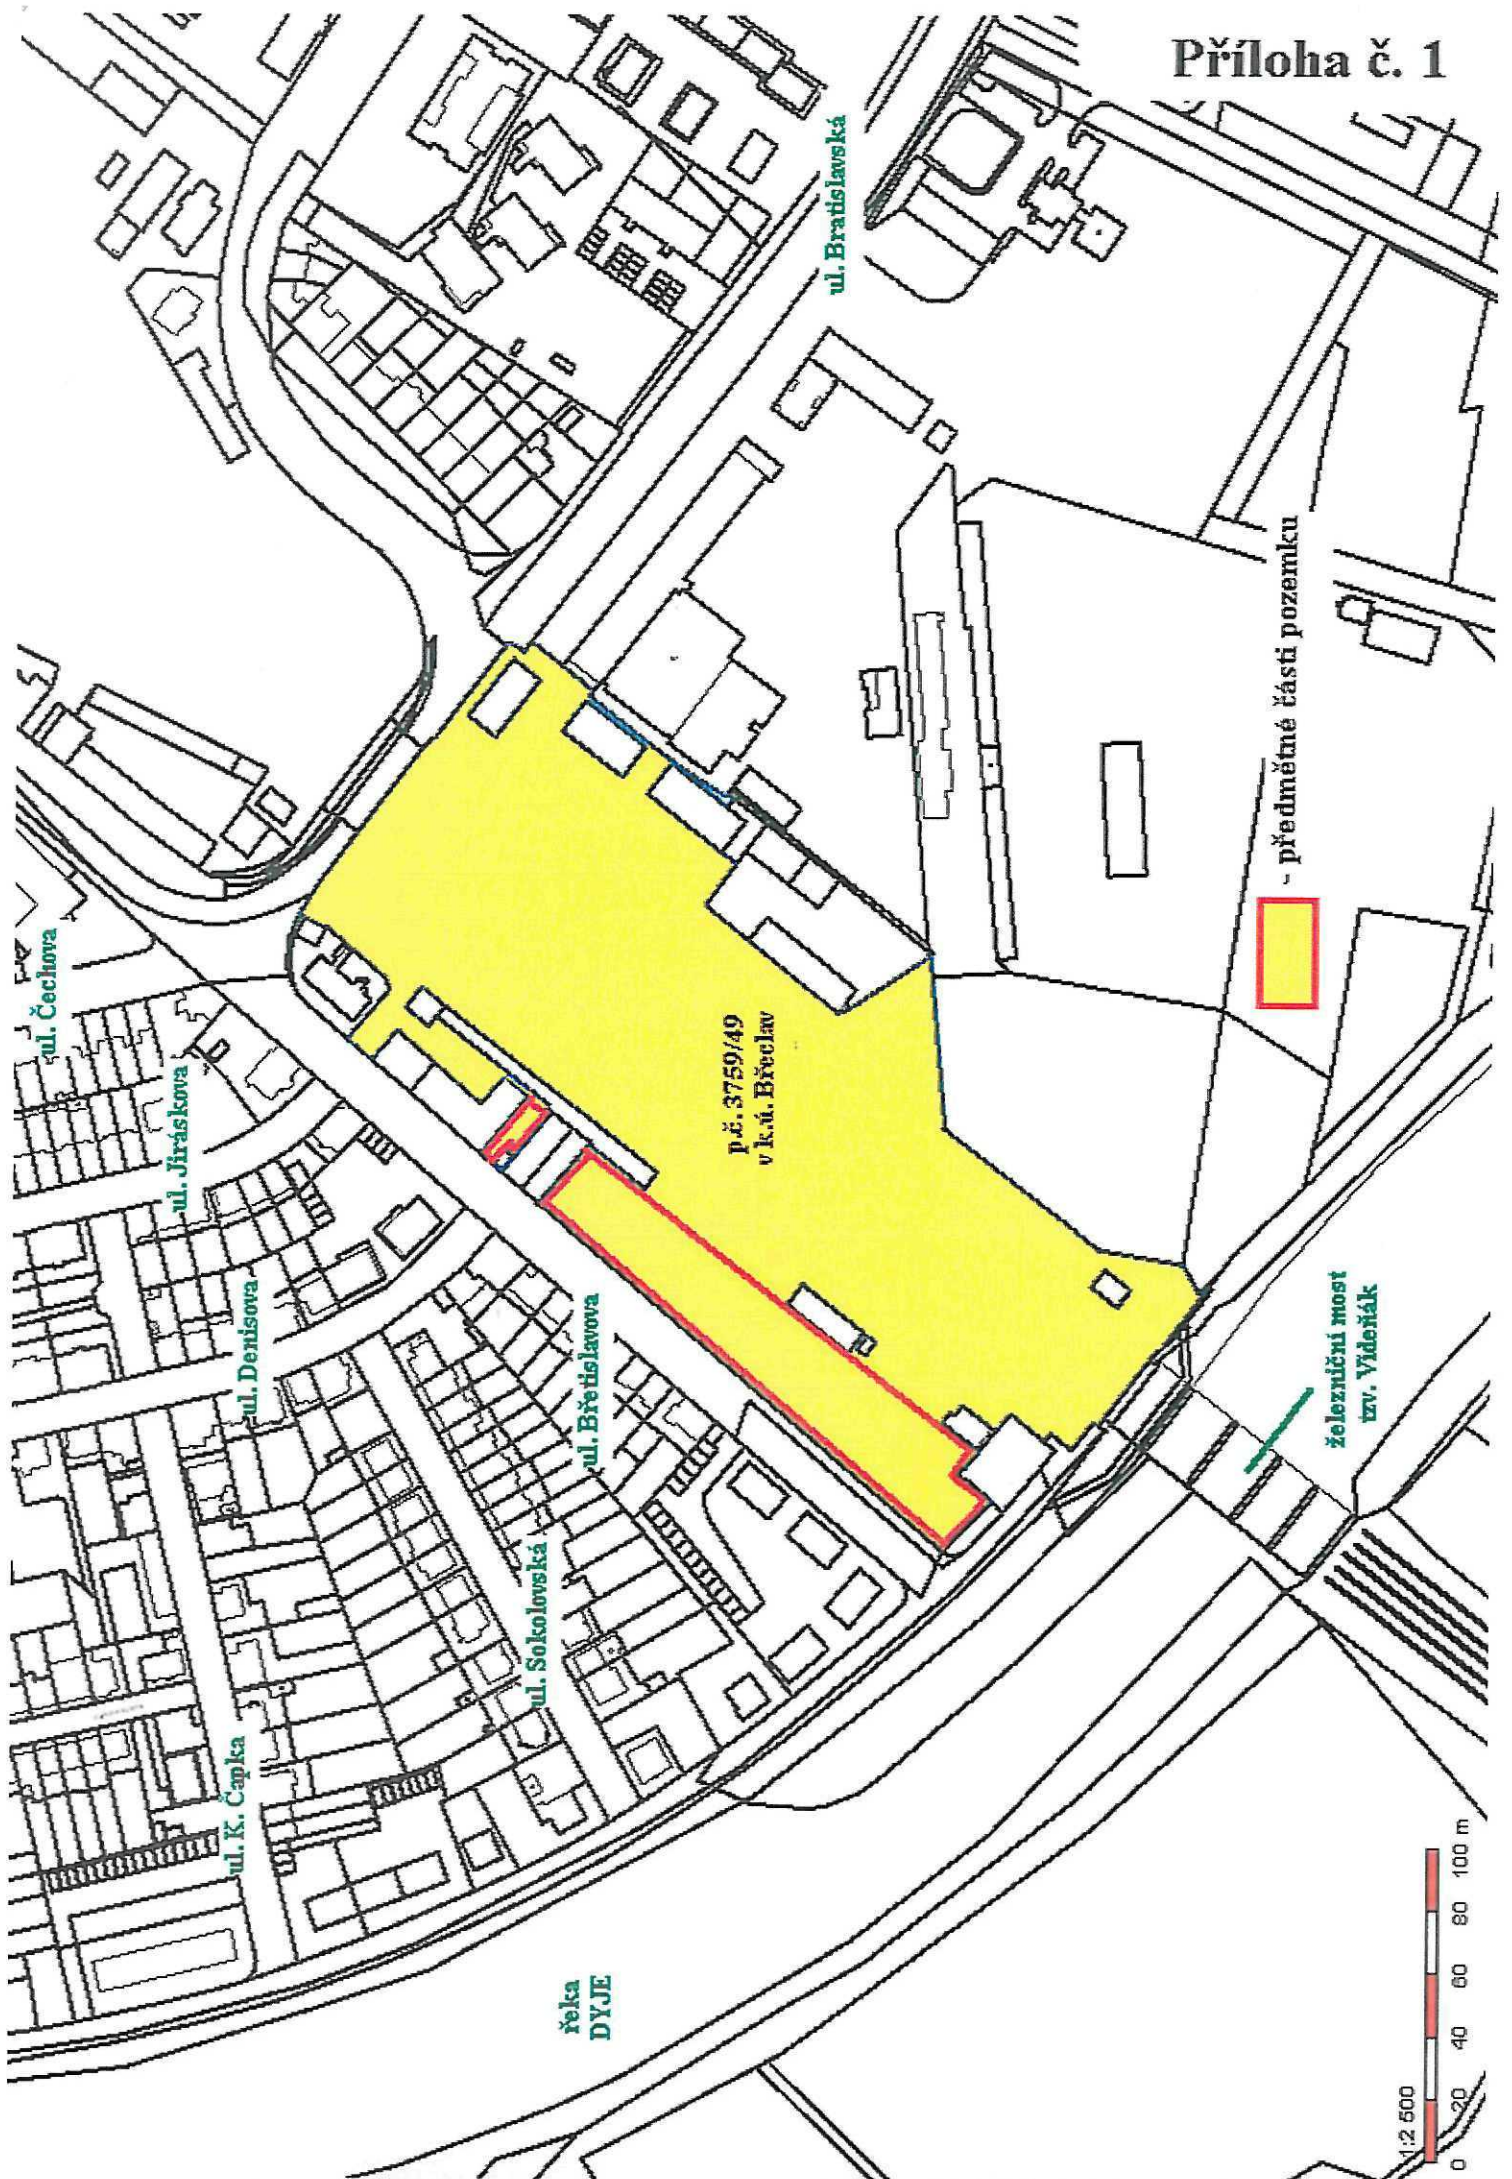 Příloha č. 1
ul. Čechova
ul. Jiráskova
ul. Denisova
ul. K. Čapka
ul. Sokolovská
ul. Břetislavova
ul. Bratislavská
p.č. 3759/49
v k.ú. Břeclav
- předmětné části pozemku
železniční most
tzv. Vídeňák
řeka
DYJE
1:2 500
0 20 40 60 80 100 m